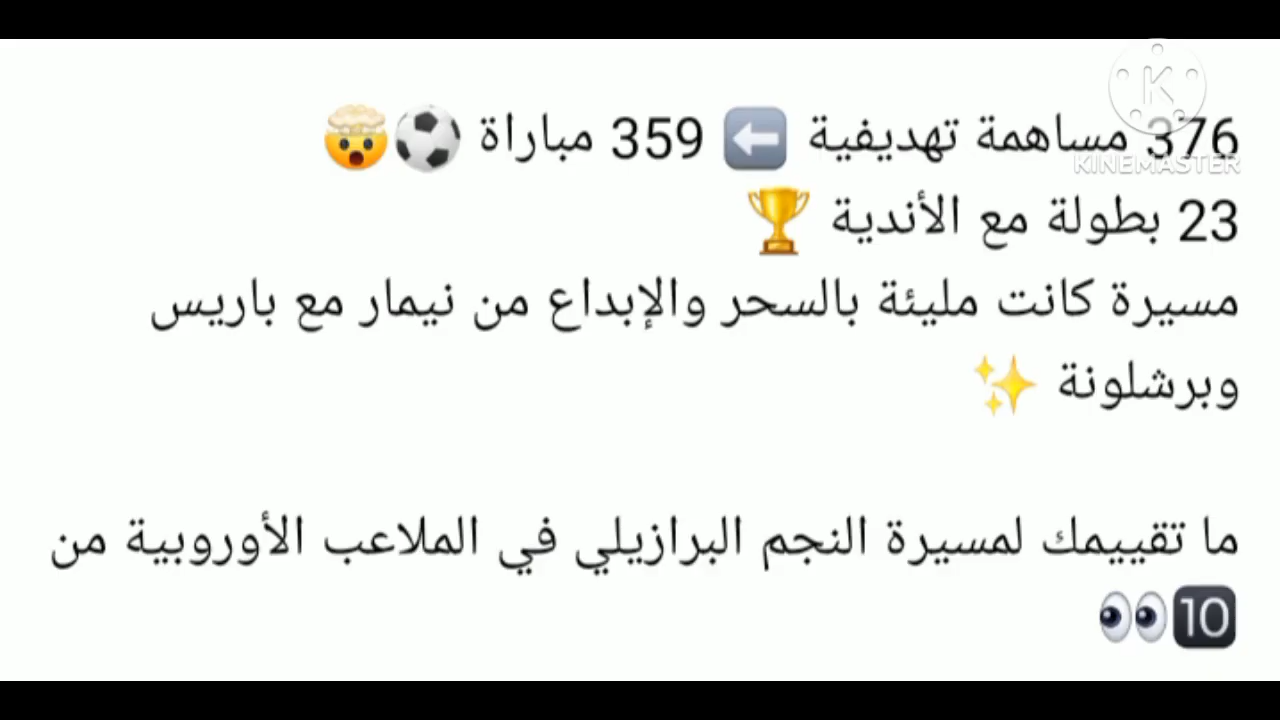 376 مساهمة تهديفية ⬅️ 359 مباراة ⚽🤯
23 بطولة مع الأندية 🏆
مسيرة كانت مليئة بالسحر والإبداع من نيمار مع باريس
وبرشلونة ✨
ما تقييمك لمسيرة النجم البرازيلي في الملاعب الأوروبية من
🔟👀
K
KINEMASTER